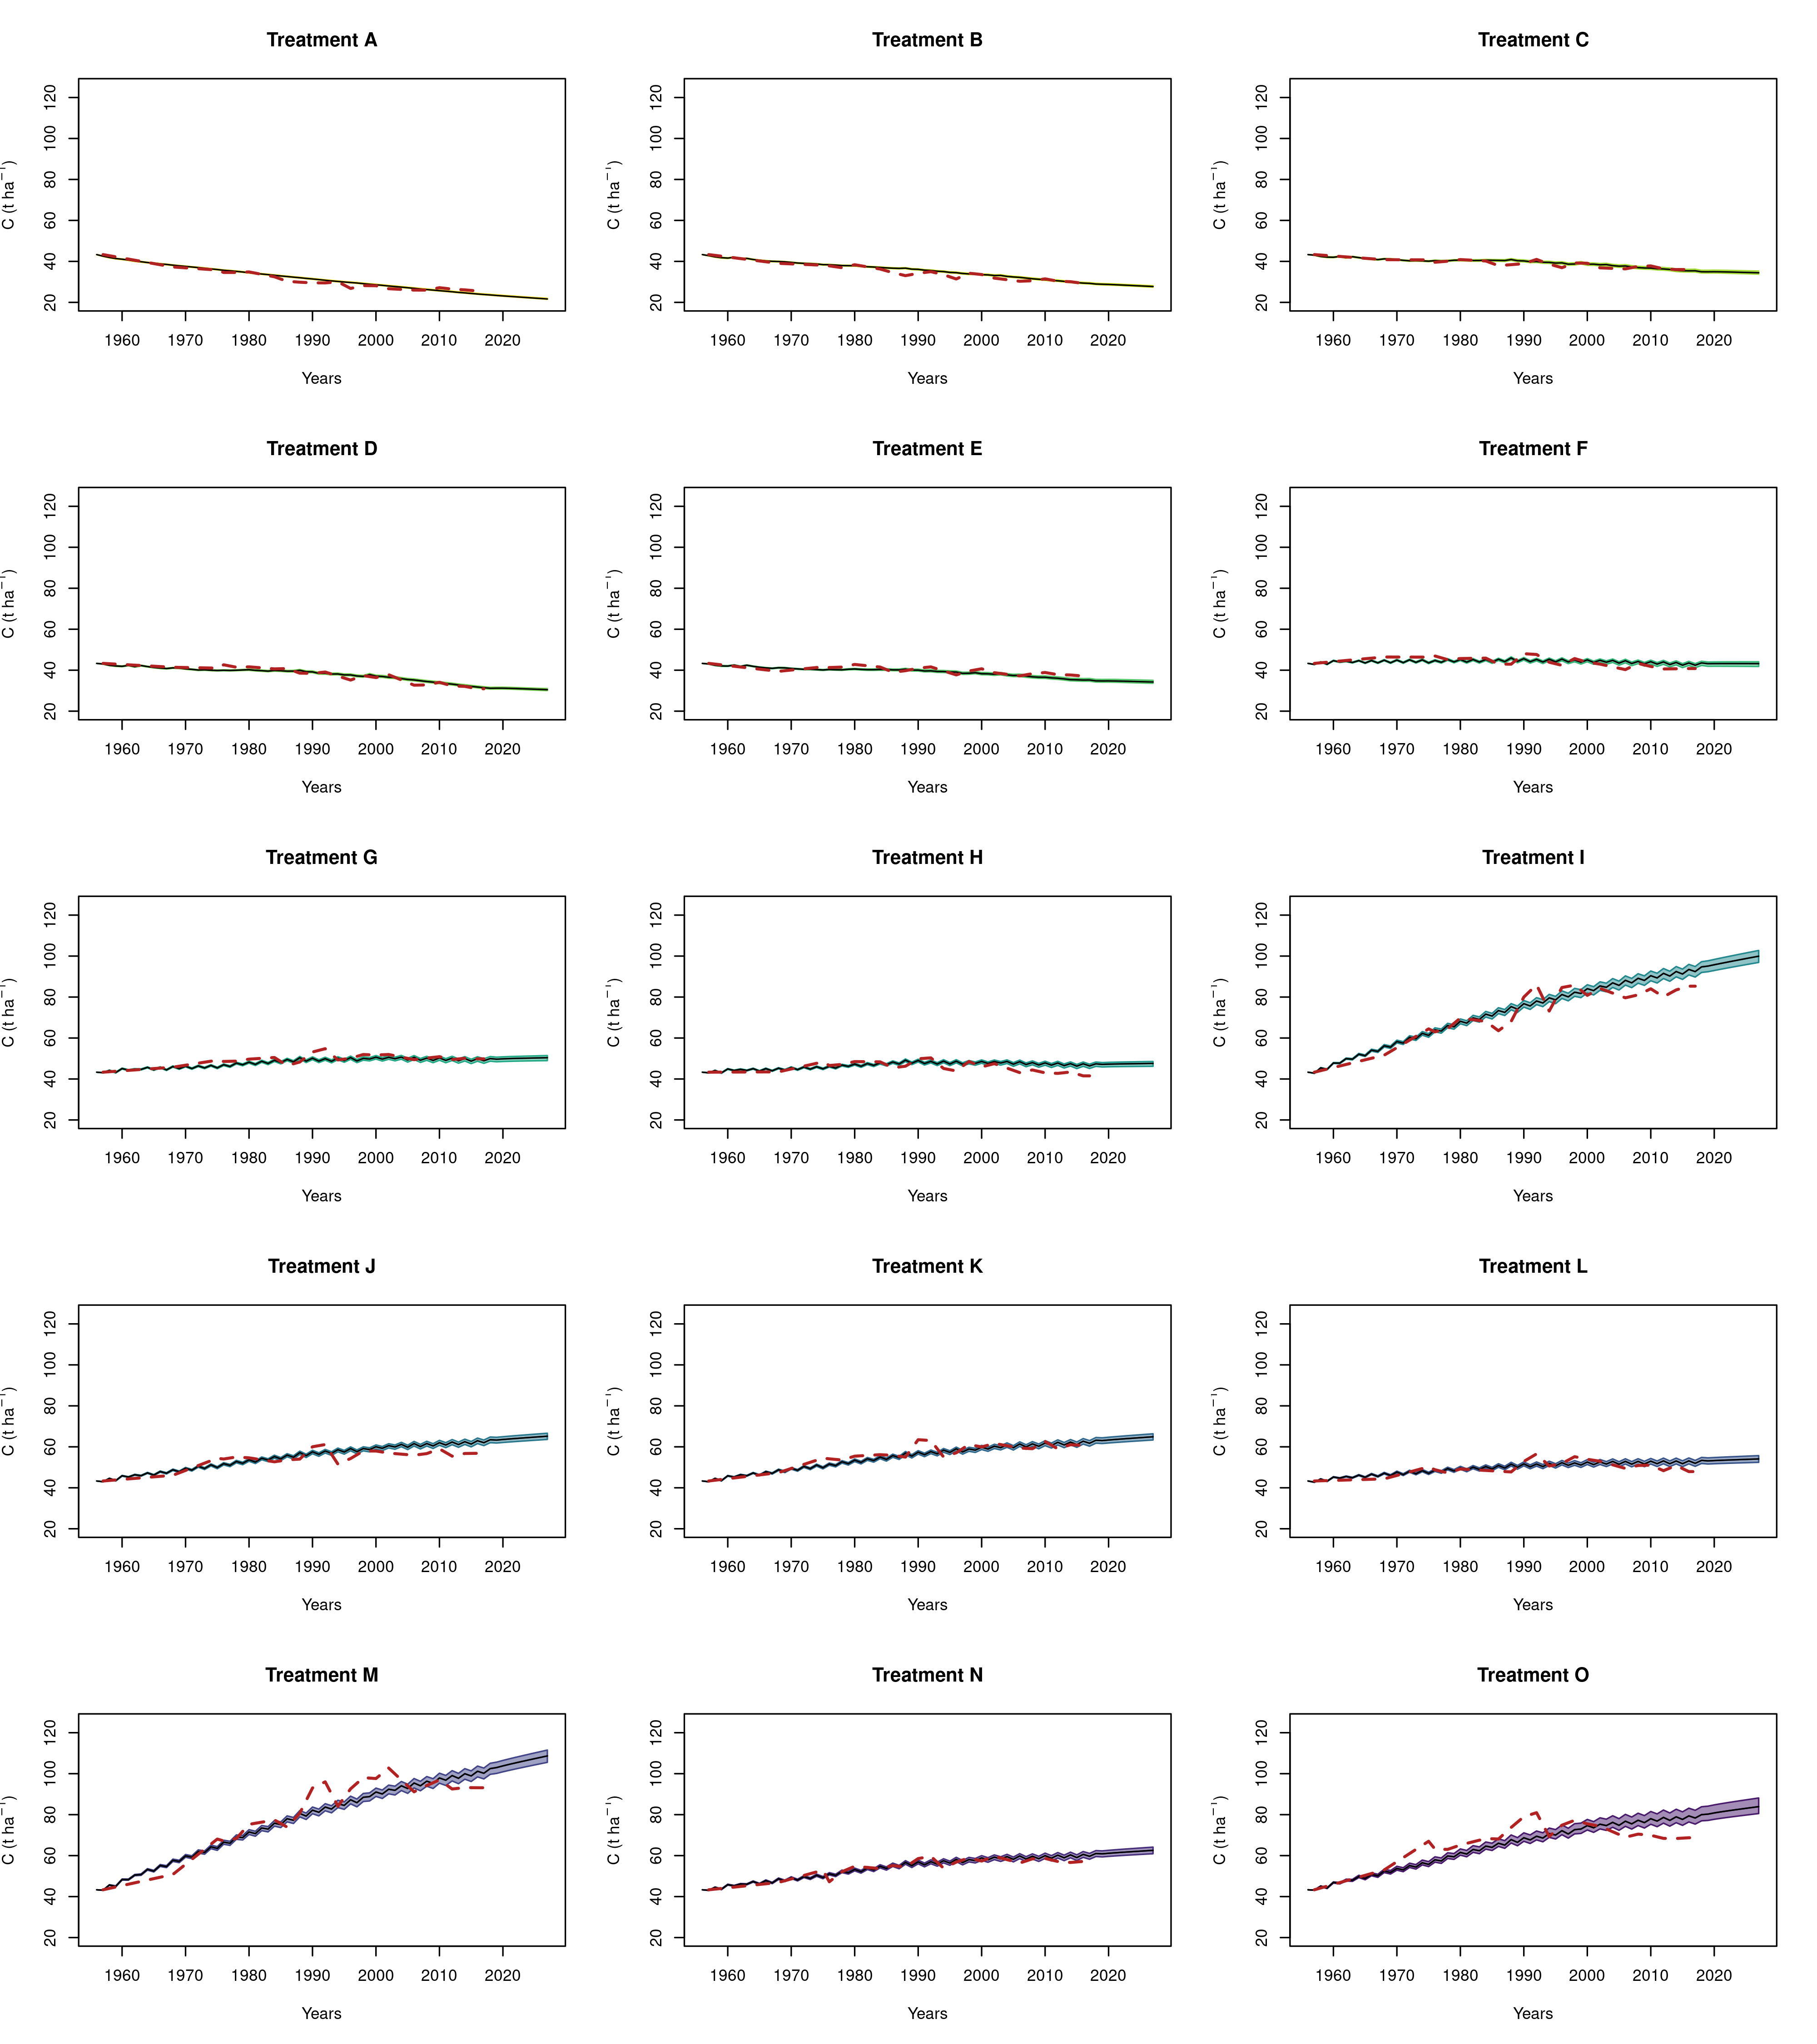 Treatment A
C (t ha⁻¹)
20 40 60 80 100 120
1960 1970 1980 1990 2000 2010 2020
Years
Treatment B
C (t ha⁻¹)
20 40 60 80 100 120
1960 1970 1980 1990 2000 2010 2020
Years
Treatment C
C (t ha⁻¹)
20 40 60 80 100 120
1960 1970 1980 1990 2000 2010 2020
Years
Treatment D
C (t ha⁻¹)
20 40 60 80 100 120
1960 1970 1980 1990 2000 2010 2020
Years
Treatment E
C (t ha⁻¹)
20 40 60 80 100 120
1960 1970 1980 1990 2000 2010 2020
Years
Treatment F
C (t ha⁻¹)
20 40 60 80 100 120
1960 1970 1980 1990 2000 2010 2020
Years
Treatment G
C (t ha⁻¹)
20 40 60 80 100 120
1960 1970 1980 1990 2000 2010 2020
Years
Treatment H
C (t ha⁻¹)
20 40 60 80 100 120
1960 1970 1980 1990 2000 2010 2020
Years
Treatment I
C (t ha⁻¹)
20 40 60 80 100 120
1960 1970 1980 1990 2000 2010 2020
Years
Treatment J
C (t ha⁻¹)
20 40 60 80 100 120
1960 1970 1980 1990 2000 2010 2020
Years
Treatment K
C (t ha⁻¹)
20 40 60 80 100 120
1960 1970 1980 1990 2000 2010 2020
Years
Treatment L
C (t ha⁻¹)
20 40 60 80 100 120
1960 1970 1980 1990 2000 2010 2020
Years
Treatment M
C (t ha⁻¹)
20 40 60 80 100 120
1960 1970 1980 1990 2000 2010 2020
Years
Treatment N
C (t ha⁻¹)
20 40 60 80 100 120
1960 1970 1980 1990 2000 2010 2020
Years
Treatment O
C (t ha⁻¹)
20 40 60 80 100 120
1960 1970 1980 1990 2000 2010 2020
Years